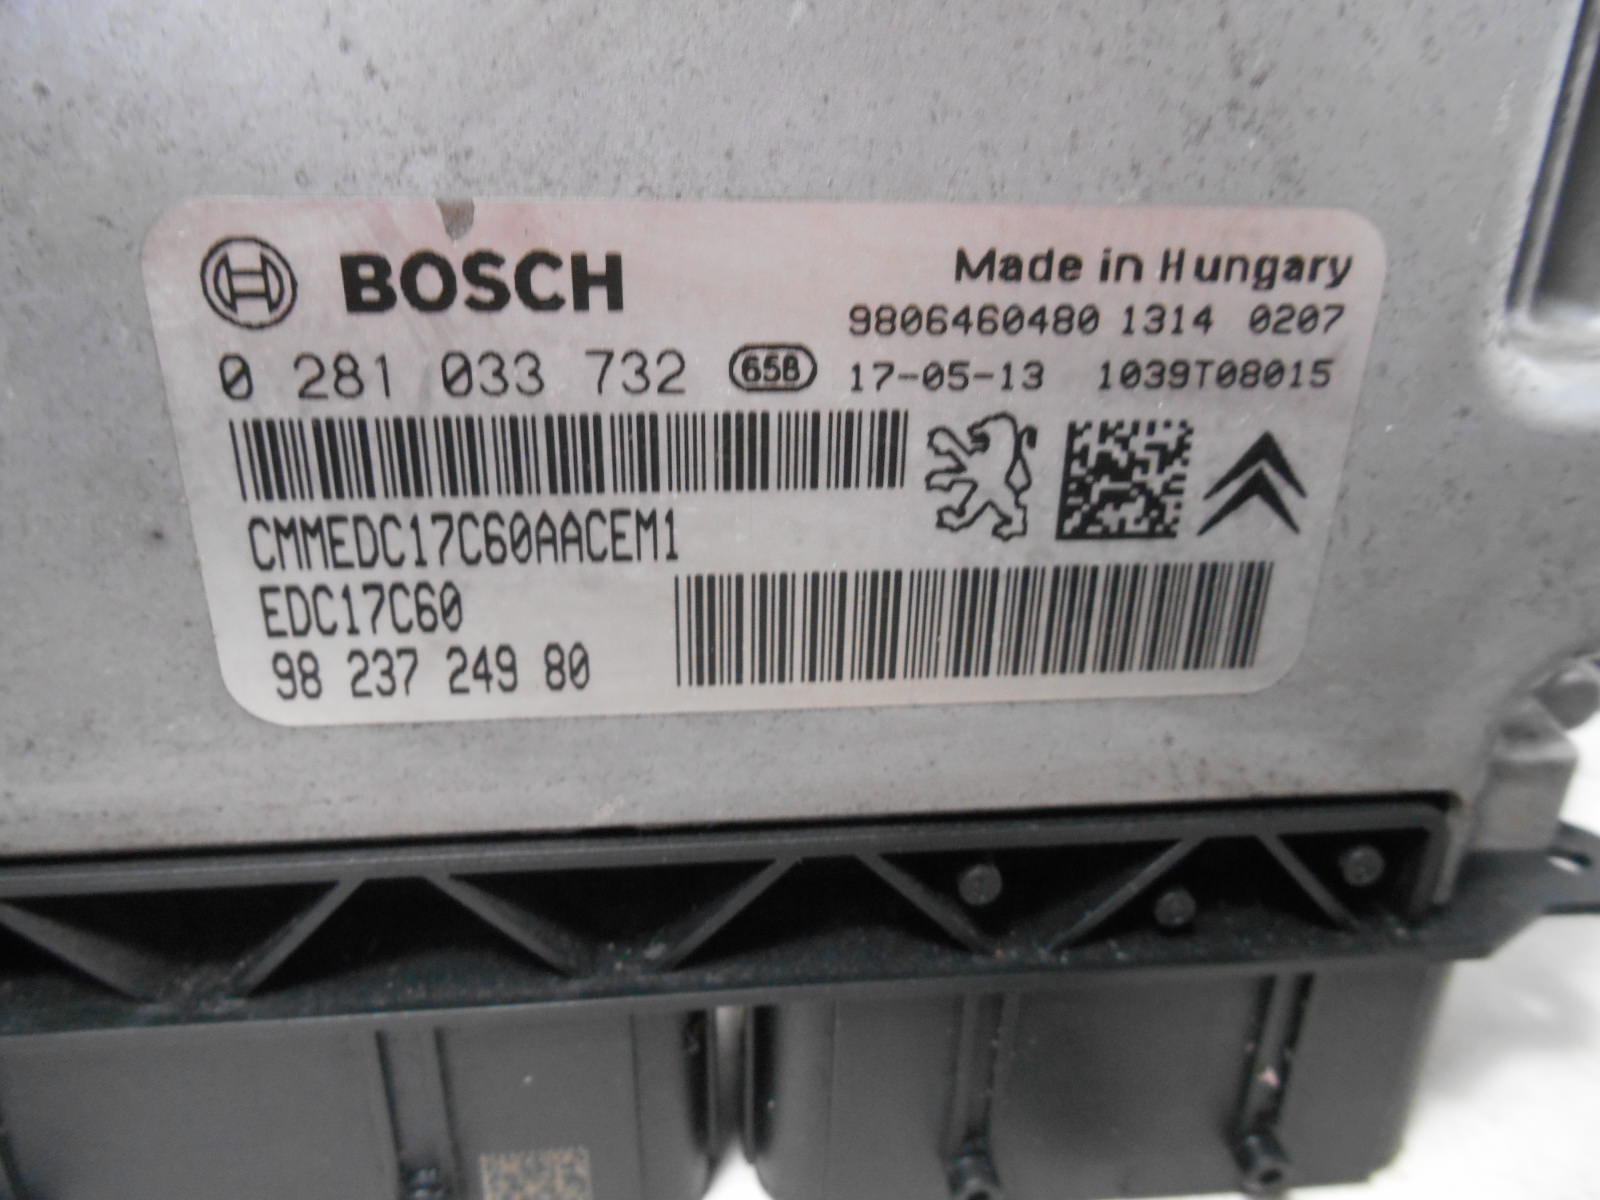 BOSCH
Made in Hungary
9806460480 1314 0207
0 281 033 732 65B 17-05-13 1039T08015
CMMEDC17C60AACEM1
EDC17C60
98 237 249 80